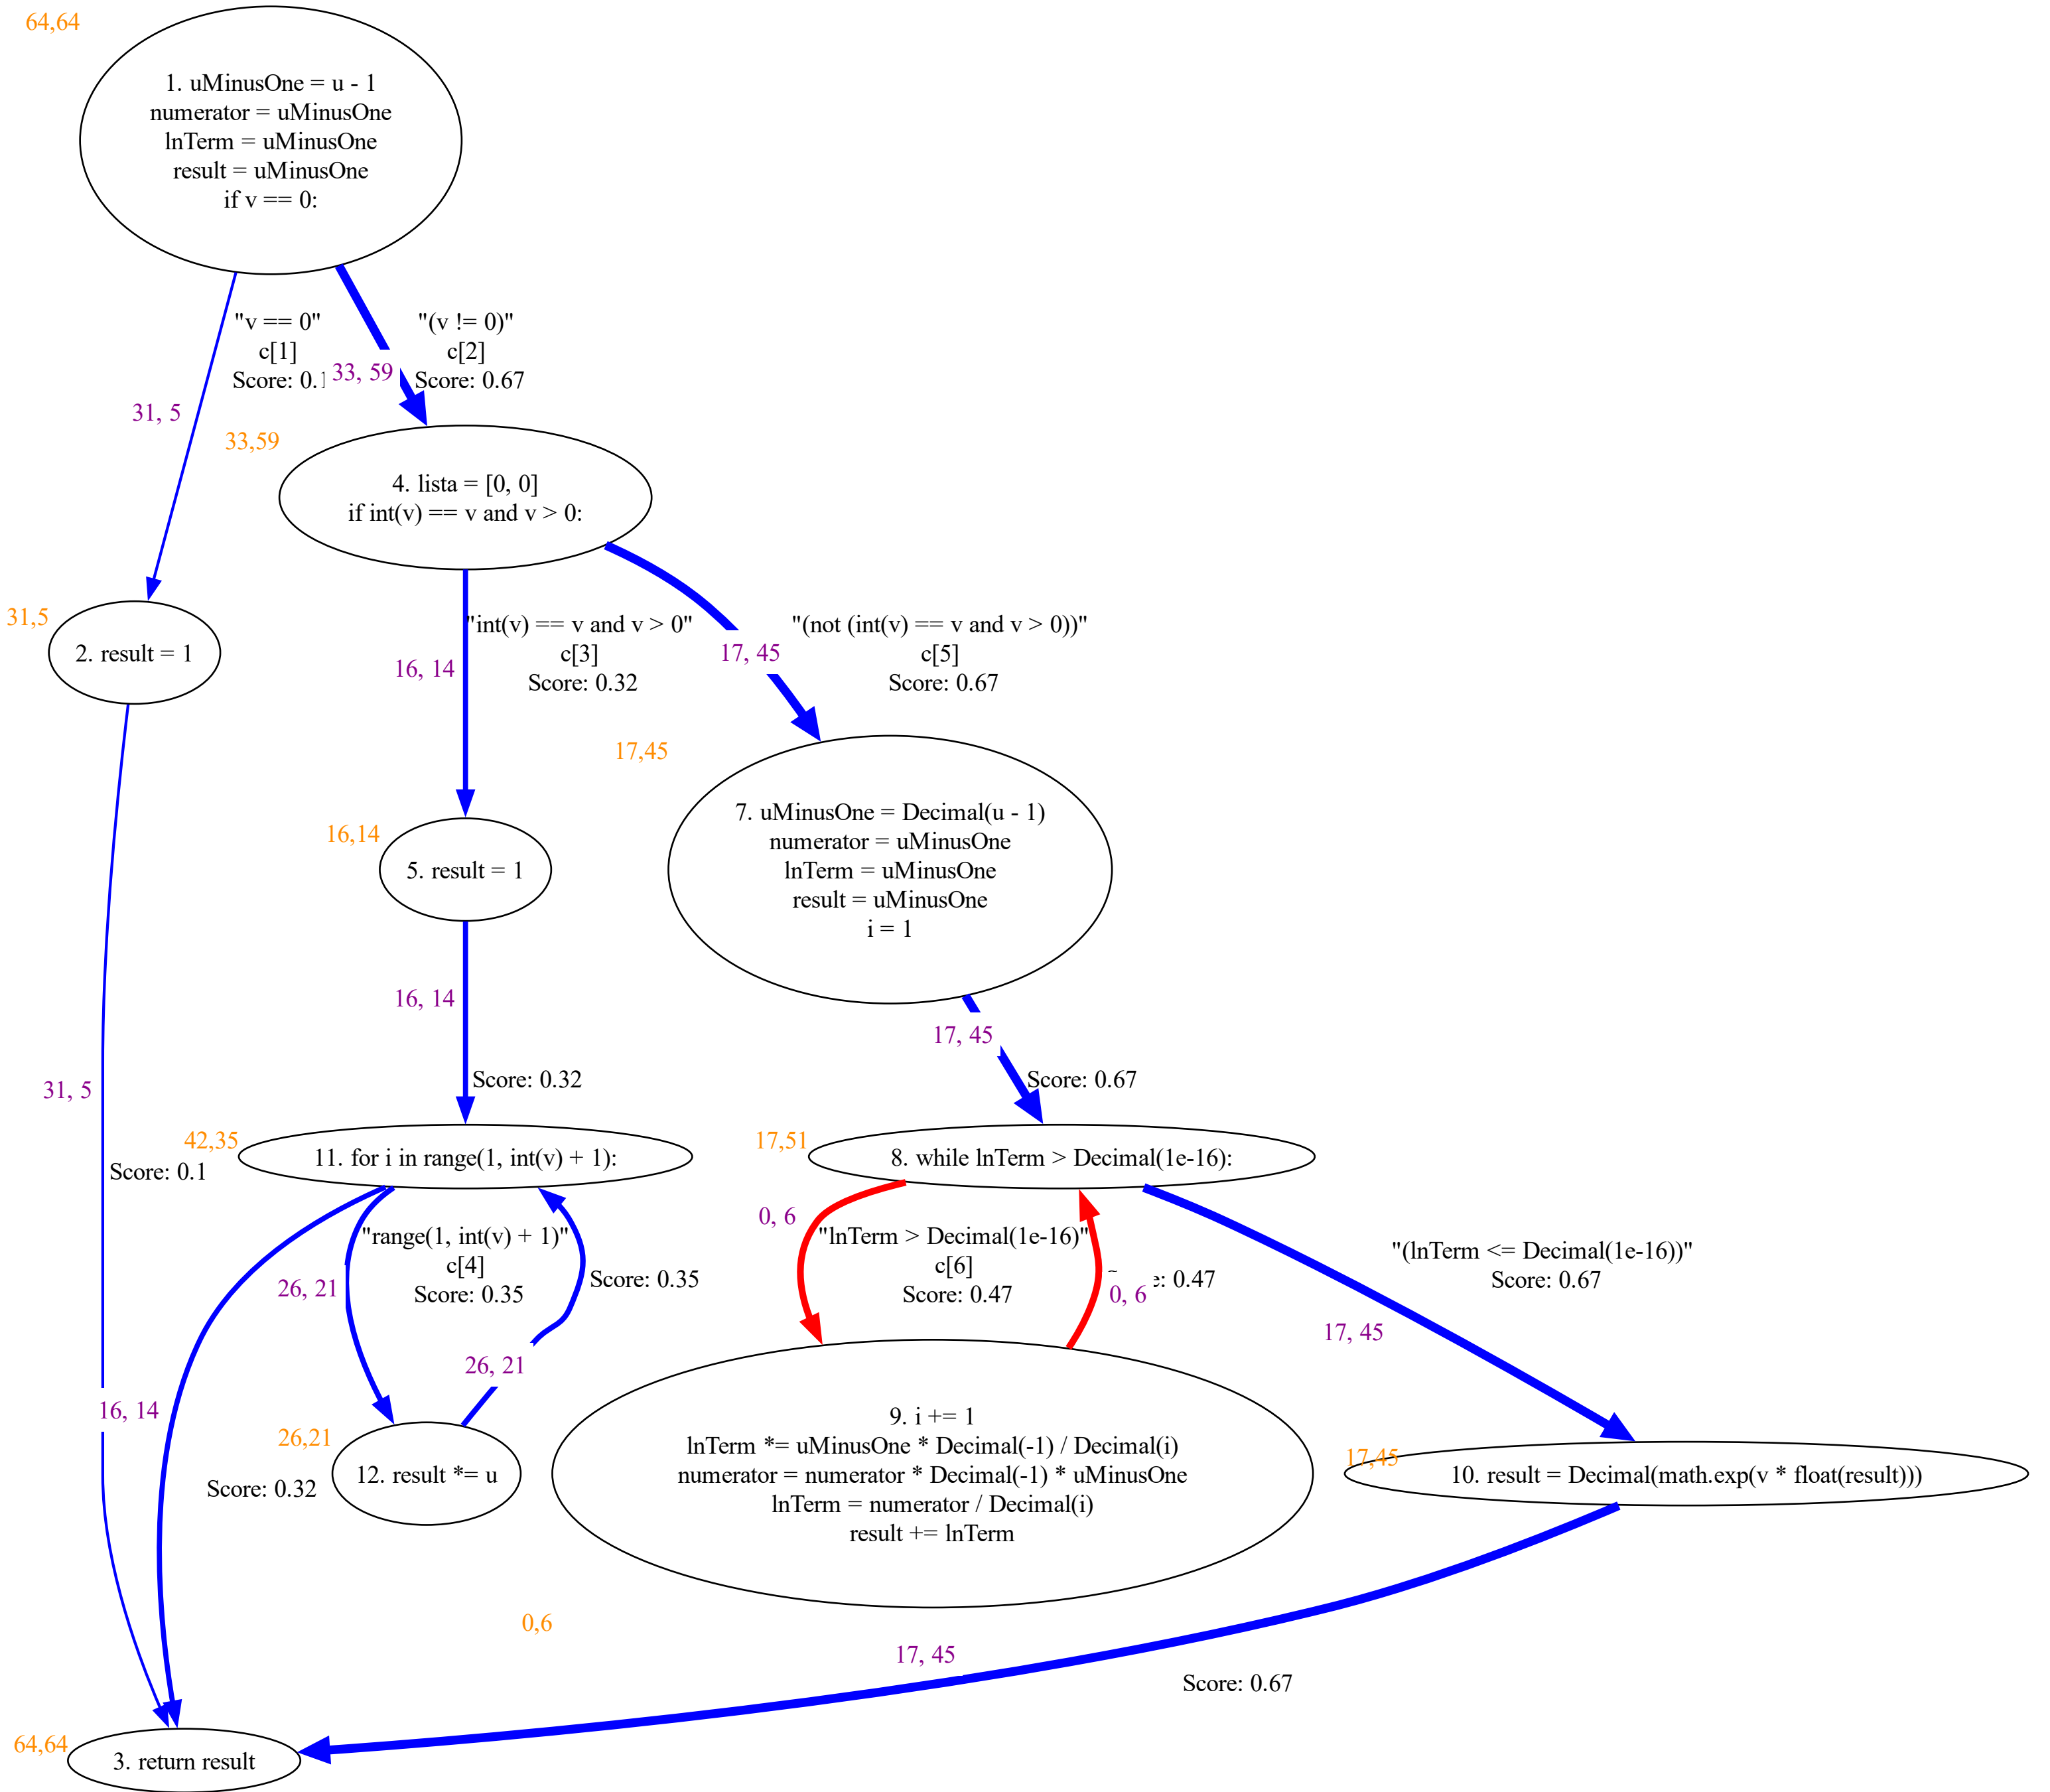 64,64
1. uMinusOne = u - 1
numerator = uMinusOne
lnTerm = uMinusOne
result = uMinusOne
if v == 0:
"v == 0"
c[1]
Score: 0.1
31, 5
"(v != 0)"
c[2]
Score: 0.67
33, 59
33,59
4. lista = [0, 0]
if int(v) == v and v > 0:
31,5
2. result = 1
"int(v) == v and v > 0"
c[3]
Score: 0.32
16, 14
"(not (int(v) == v and v > 0))"
c[5]
Score: 0.67
17, 45
16,14
5. result = 1
17,45
7. uMinusOne = Decimal(u - 1)
numerator = uMinusOne
lnTerm = uMinusOne
result = uMinusOne
i = 1
16, 14
Score: 0.32
17, 45
Score: 0.67
31, 5
Score: 0.1
42,35
11. for i in range(1, int(v) + 1):
17,51
8. while lnTerm > Decimal(1e-16):
"range(1, int(v) + 1)"
c[4]
Score: 0.35
26, 21
Score: 0.35
26, 21
0, 6
"lnTerm > Decimal(1e-16)"
c[6]
Score: 0.47
0, 6
: 0.47
"(lnTerm <= Decimal(1e-16))"
Score: 0.67
17, 45
16, 14
Score: 0.32
26,21
12. result *= u
9. i += 1
lnTerm *= uMinusOne * Decimal(-1) / Decimal(i)
numerator = numerator * Decimal(-1) * uMinusOne
lnTerm = numerator / Decimal(i)
result += lnTerm
17,45
10. result = Decimal(math.exp(v * float(result)))
0,6
17, 45
Score: 0.67
64,64
3. return result